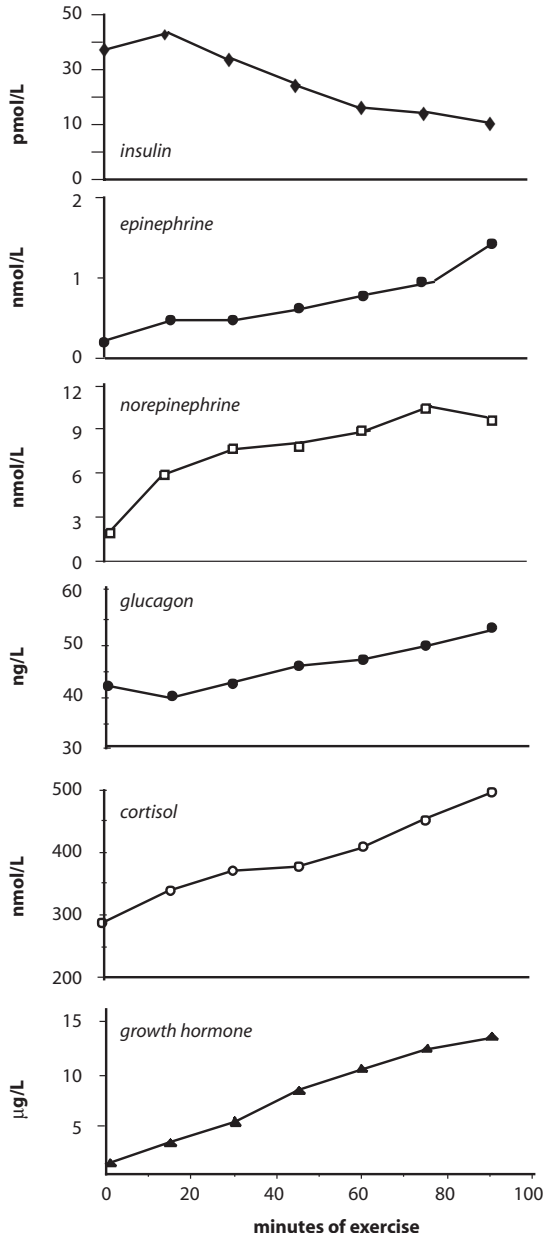 50
30
10
0
pmol/L
insulin
2
1
0
nmol/L
epinephrine
12
9
6
3
0
nmol/L
norepinephrine
60
50
40
30
ng/L
glucagon
500
400
300
200
nmol/L
cortisol
15
10
5
μg/L
growth hormone
0 20 40 60 80 100
minutes of exercise